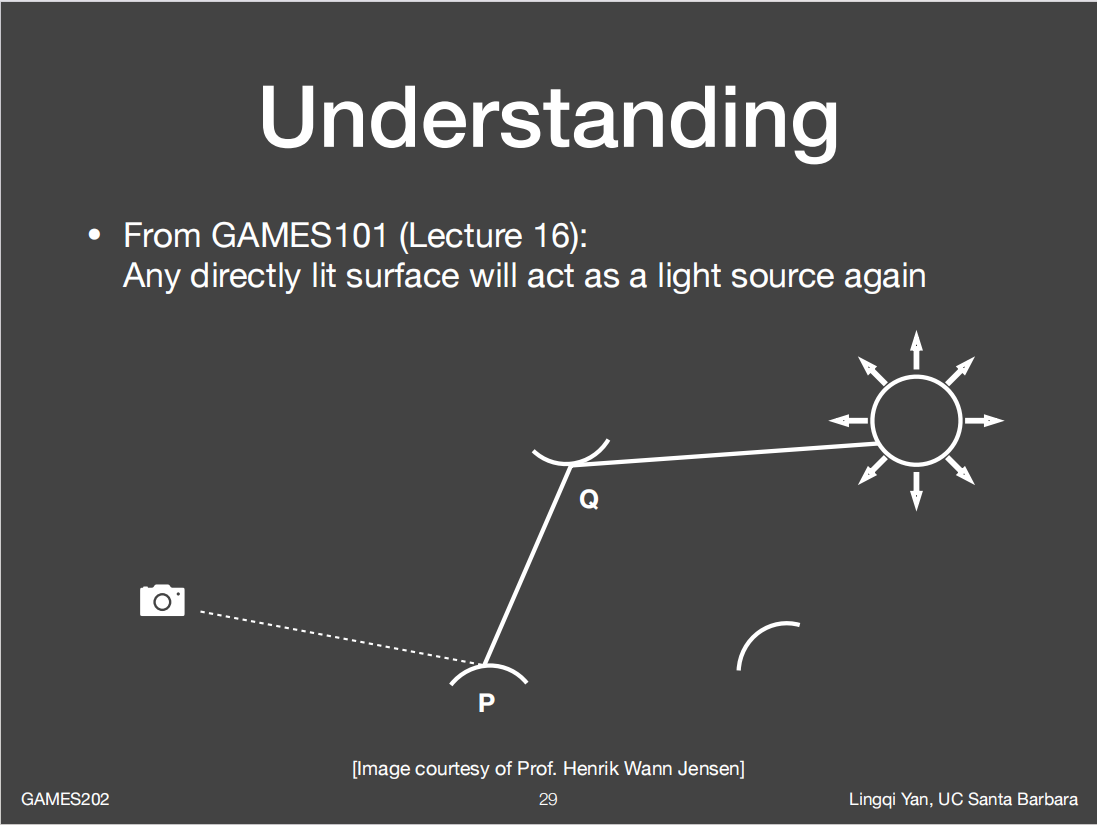 Understanding
• From GAMES101 (Lecture 16):
Any directly lit surface will act as a light source again
Q
P
[Image courtesy of Prof. Henrik Wann Jensen]
GAMES202
29
Lingqi Yan, UC Santa Barbara